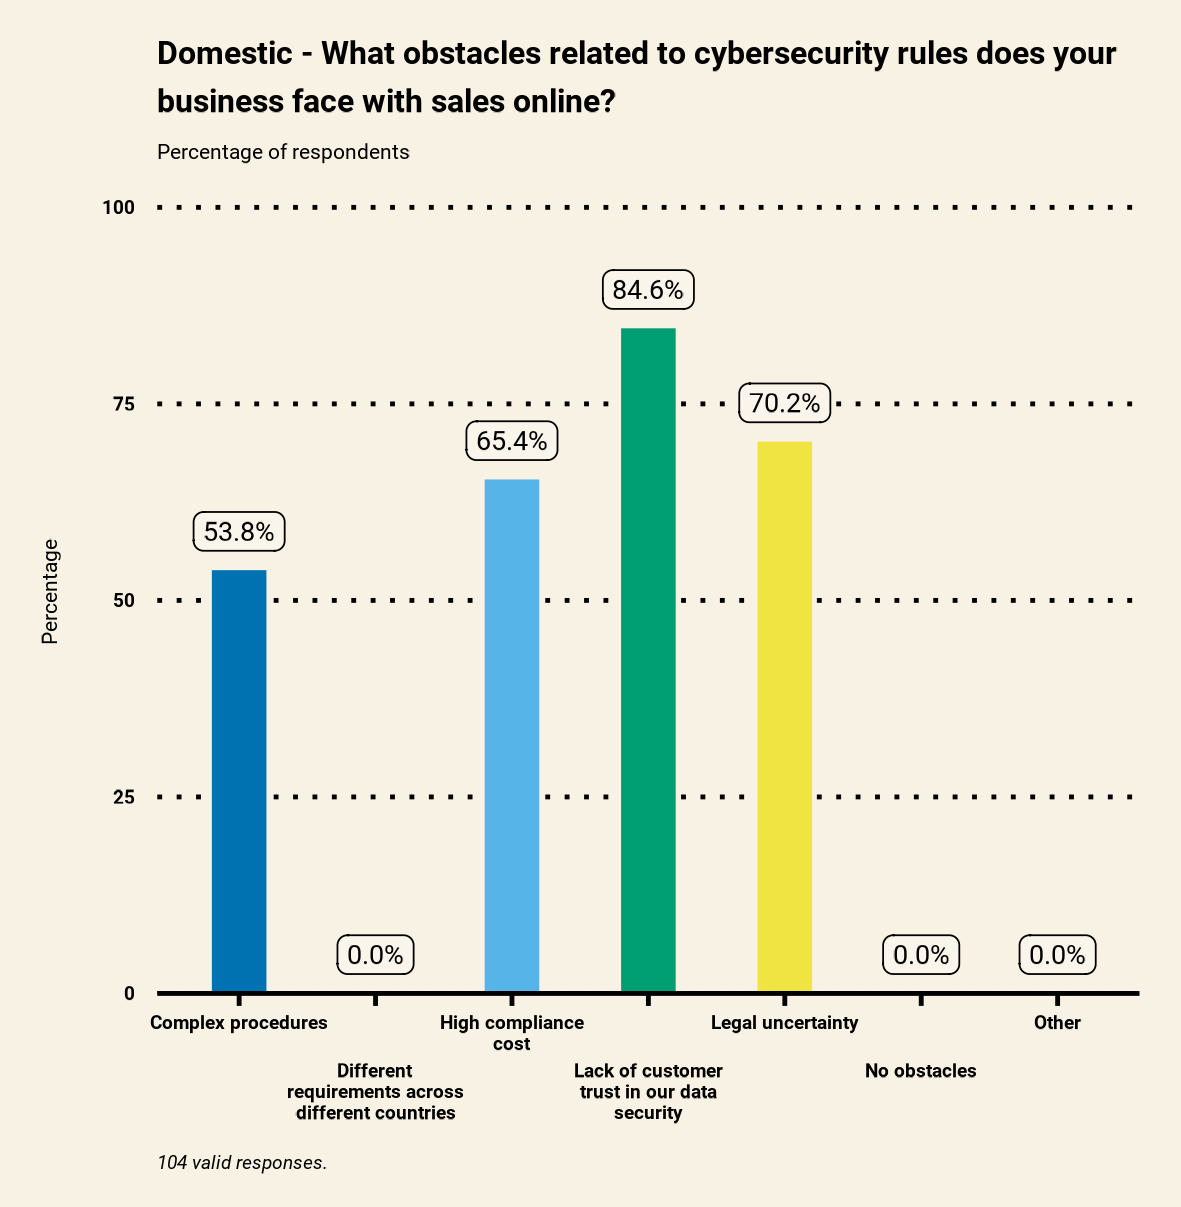 Domestic - What obstacles related to cybersecurity rules does your
business face with sales online?
Percentage of respondents
100
84.6%
75
70.2%
65.4%
53.8%
Percentage
50
25
0.0%
0.0%
0.0%
0
Complex procedures
Different
requirements across
different countries
High compliance
cost
Lack of customer
trust in our data
security
Legal uncertainty
No obstacles
Other
104 valid responses.